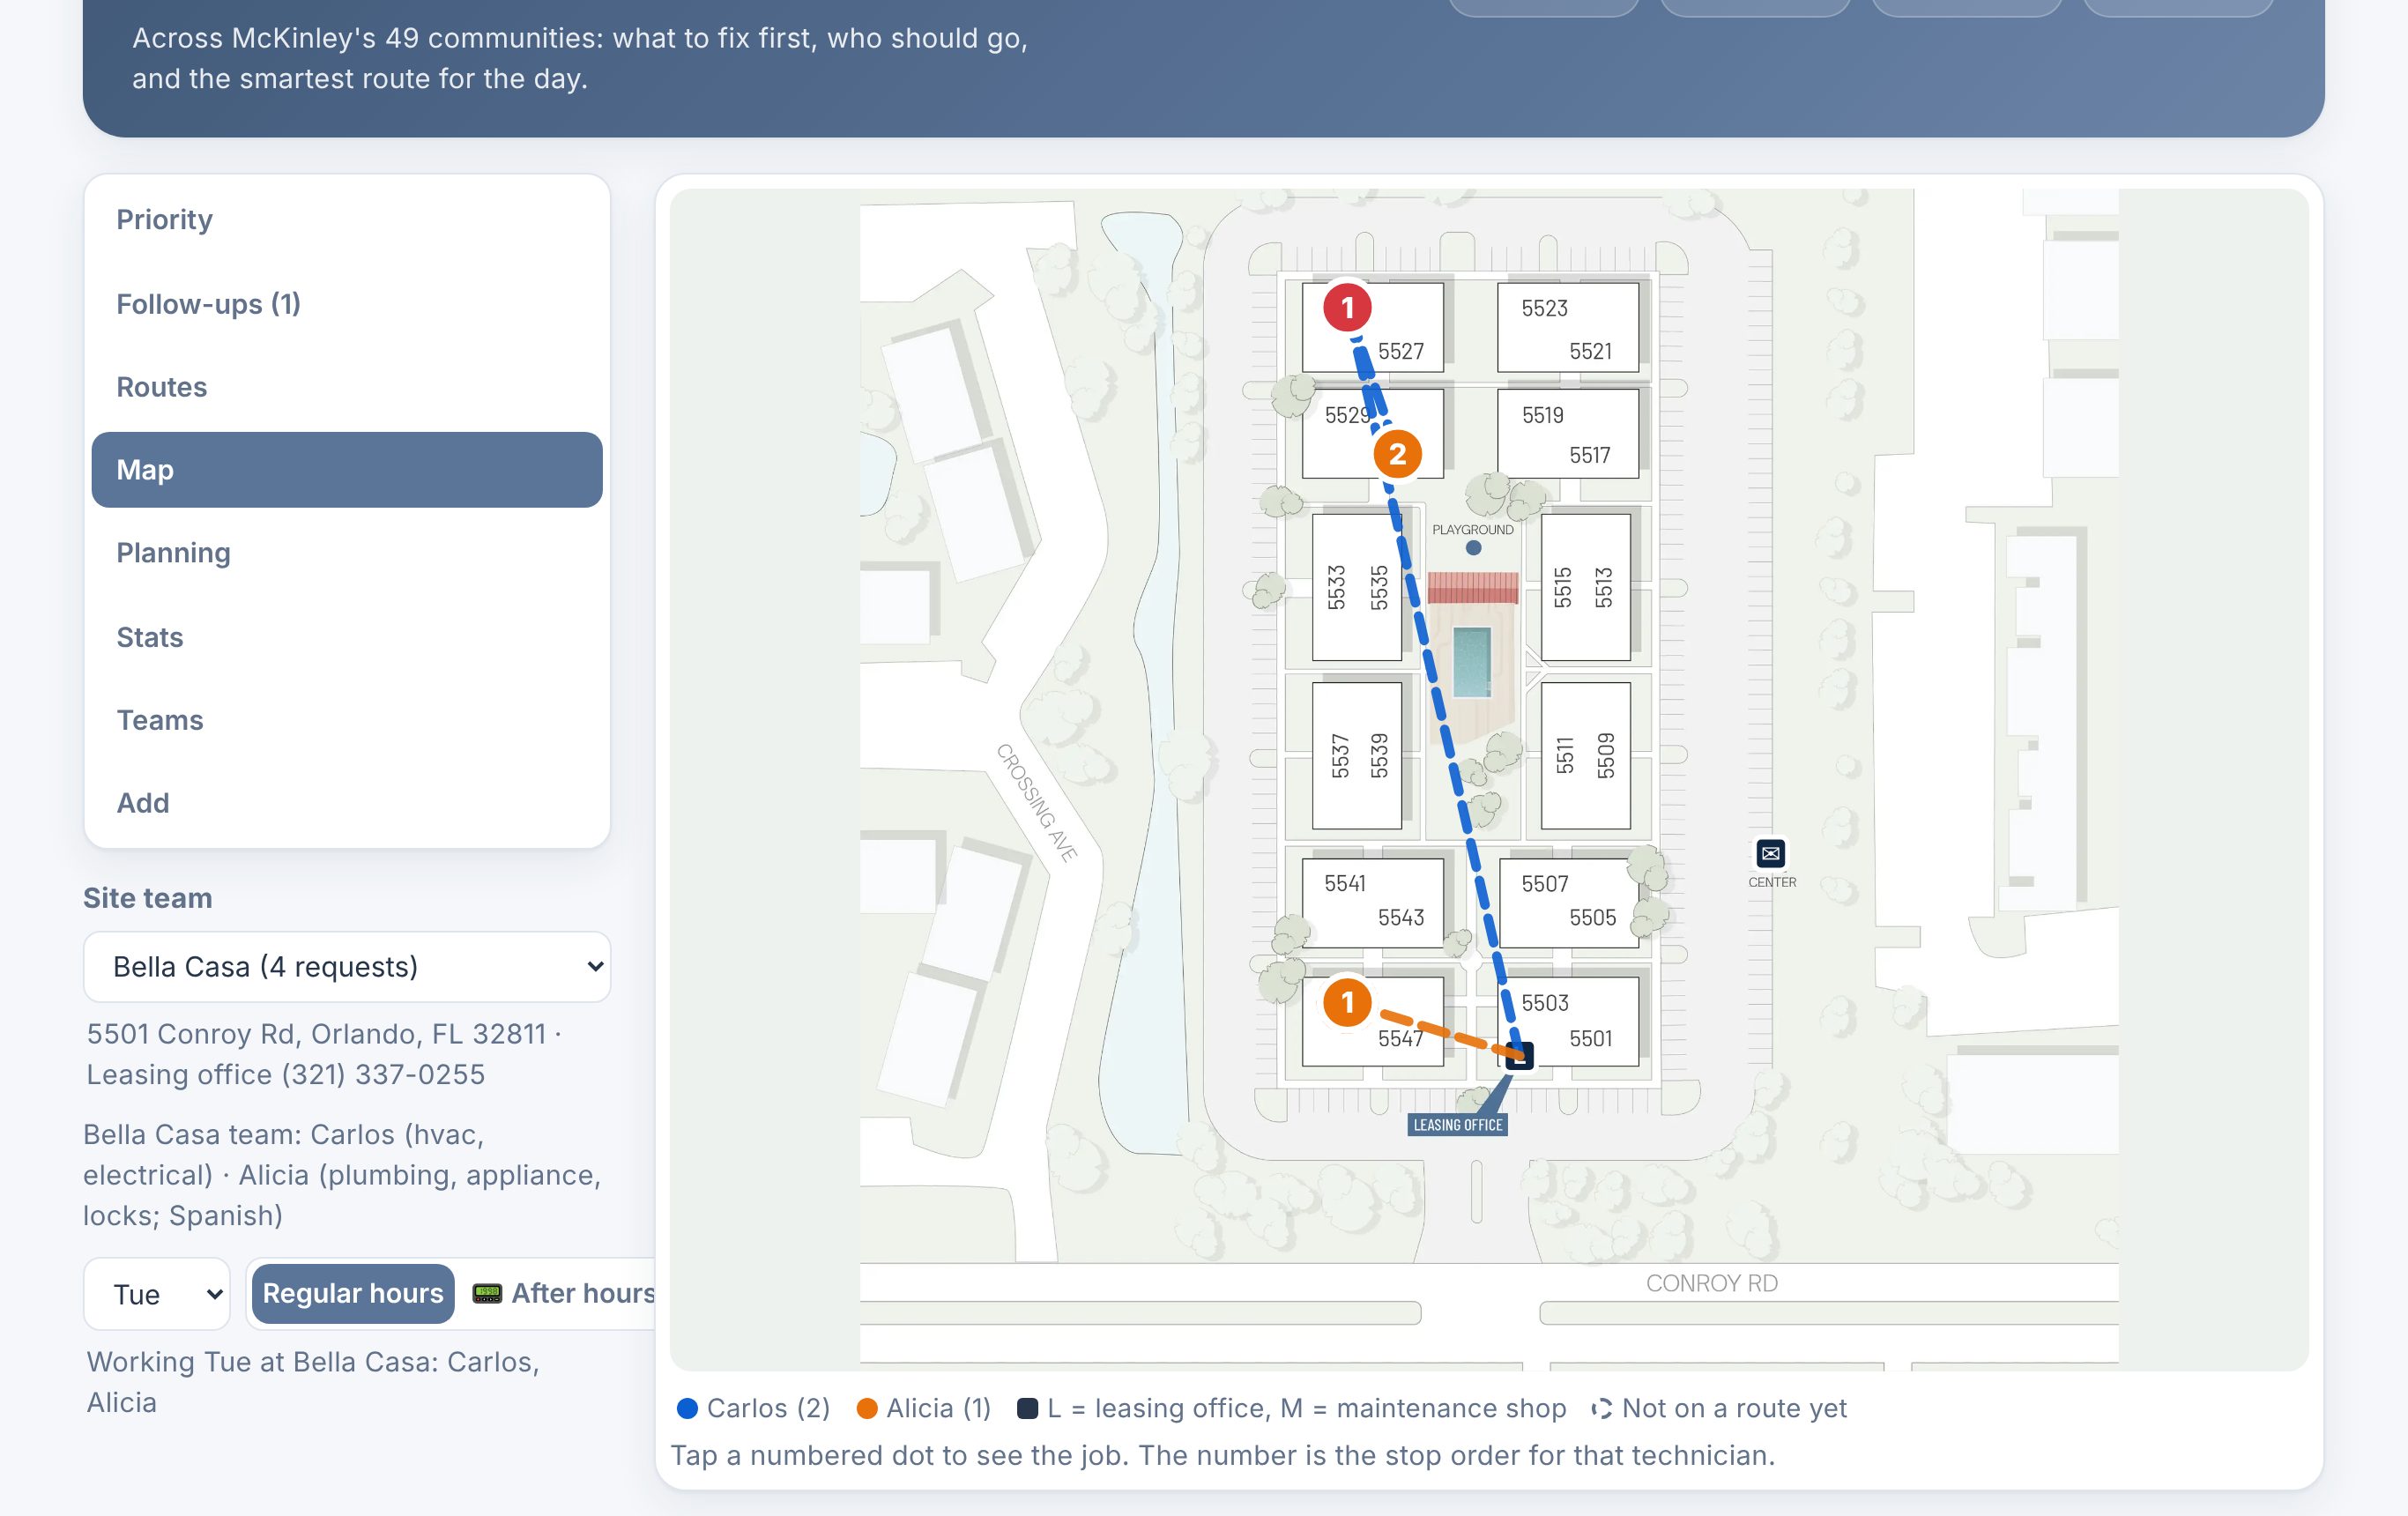 Across McKinley's 49 communities: what to fix first, who should go,
and the smartest route for the day.
Priority
Follow-ups (1)
Routes
Map
Planning
Stats
Teams
Add
Site team
Bella Casa (4 requests)
5501 Conroy Rd, Orlando, FL 32811 ·
Leasing office (321) 337-0255
Bella Casa team: Carlos (hvac,
electrical) · Alicia (plumbing, appliance,
locks; Spanish)
Tue
Regular hours
After hours
Working Tue at Bella Casa: Carlos,
Alicia
1
5527
5523
5521
5529
2
5519
5517
PLAYGROUND
5533
5535
5515
5513
5537
5539
5511
5509
CROSSING AVE
5541
5543
5507
5505
CENTER
1
5547
5503
5501
LEASING OFFICE
CONROY RD
Carlos (2)
Alicia (1)
L = leasing office, M = maintenance shop
Not on a route yet
Tap a numbered dot to see the job. The number is the stop order for that technician.